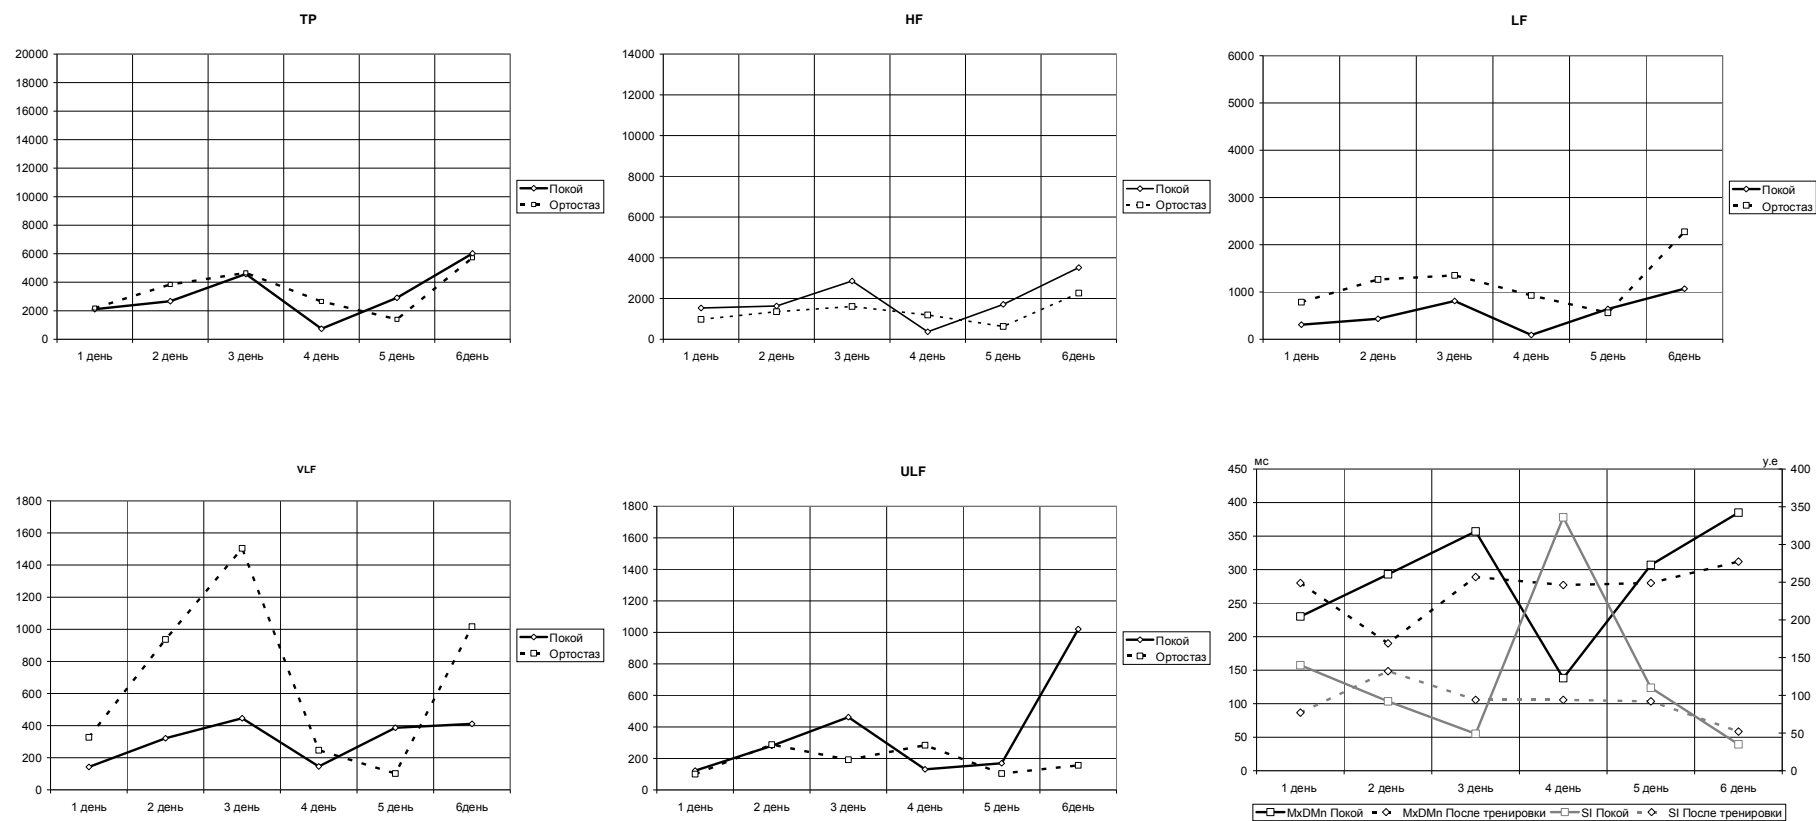 TP
20000
18000
16000
14000
12000
10000
8000
6000
4000
2000
0
1 день 2 день 3 день 4 день 5 день 6день
Покой
Ортостаз
HF
14000
12000
10000
8000
6000
4000
2000
0
1 день 2 день 3 день 4 день 5 день 6день
Покой
Ортостаз
LF
6000
5000
4000
3000
2000
1000
0
1 день 2 день 3 день 4 день 5 день 6день
Покой
Ортостаз
VLF
1800
1600
1400
1200
1000
800
600
400
200
0
1 день 2 день 3 день 4 день 5 день 6день
Покой
Ортостаз
ULF
1800
1600
1400
1200
1000
800
600
400
200
0
1 день 2 день 3 день 4 день 5 день 6день
Покой
Ортостаз
мс
450
400
350
300
250
200
150
100
50
0
у.е
400
350
300
250
200
150
100
50
0
1 день 2 день 3 день 4 день 5 день 6 день
MxDMn Покой MxDMn После тренировки SI Покой SI После тренировки